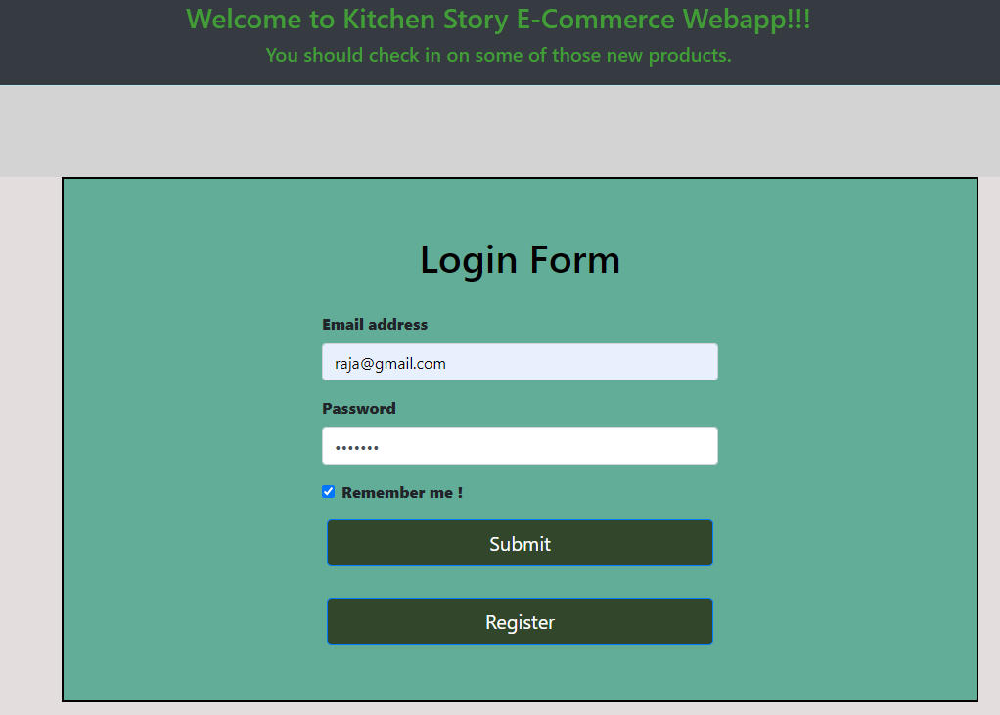 Welcome to Kitchen Story E-Commerce Webapp!!!
You should check in on some of those new products.
Login Form
Email address
raja@gmail.com
Password
•••••••
Remember me !
Submit
Register